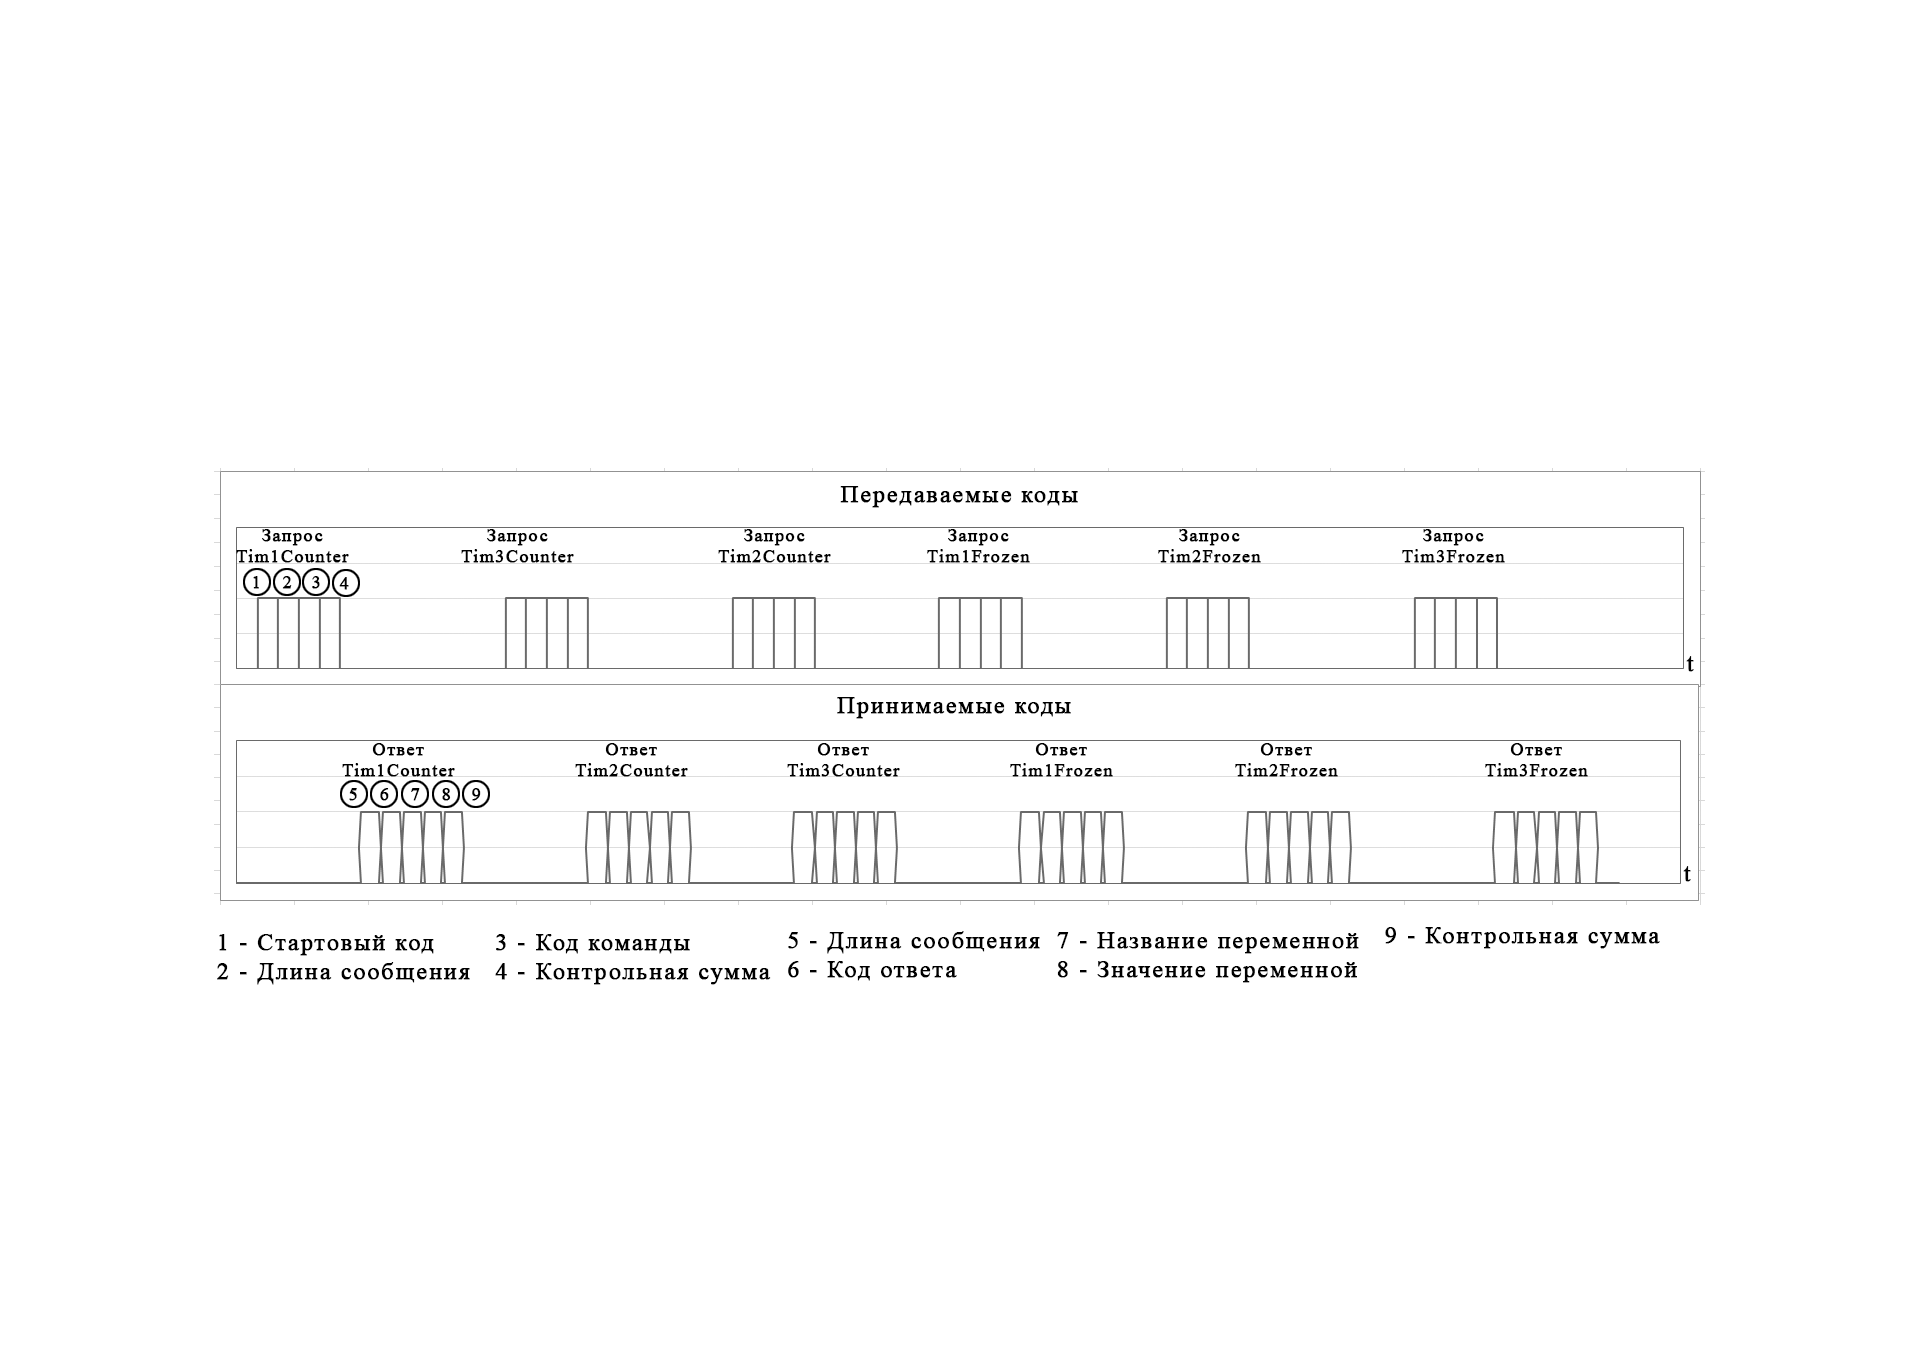 Передаваемые коды
Запрос
Tim1Counter
Запрос
Tim3Counter
Запрос
Tim2Counter
Запрос
Tim1Frozen
Запрос
Tim2Frozen
Запрос
Tim3Frozen
1 2 3 4
t
Принимаемые коды
Ответ
Tim1Counter
Ответ
Tim2Counter
Ответ
Tim3Counter
Ответ
Tim1Frozen
Ответ
Tim2Frozen
Ответ
Tim3Frozen
5 6 7 8 9
t
1 - Стартовый код
2 - Длина сообщения
3 - Код команды
4 - Контрольная сумма
5 - Длина сообщения
6 - Код ответа
7 - Название переменной
8 - Значение переменной
9 - Контрольная сумма